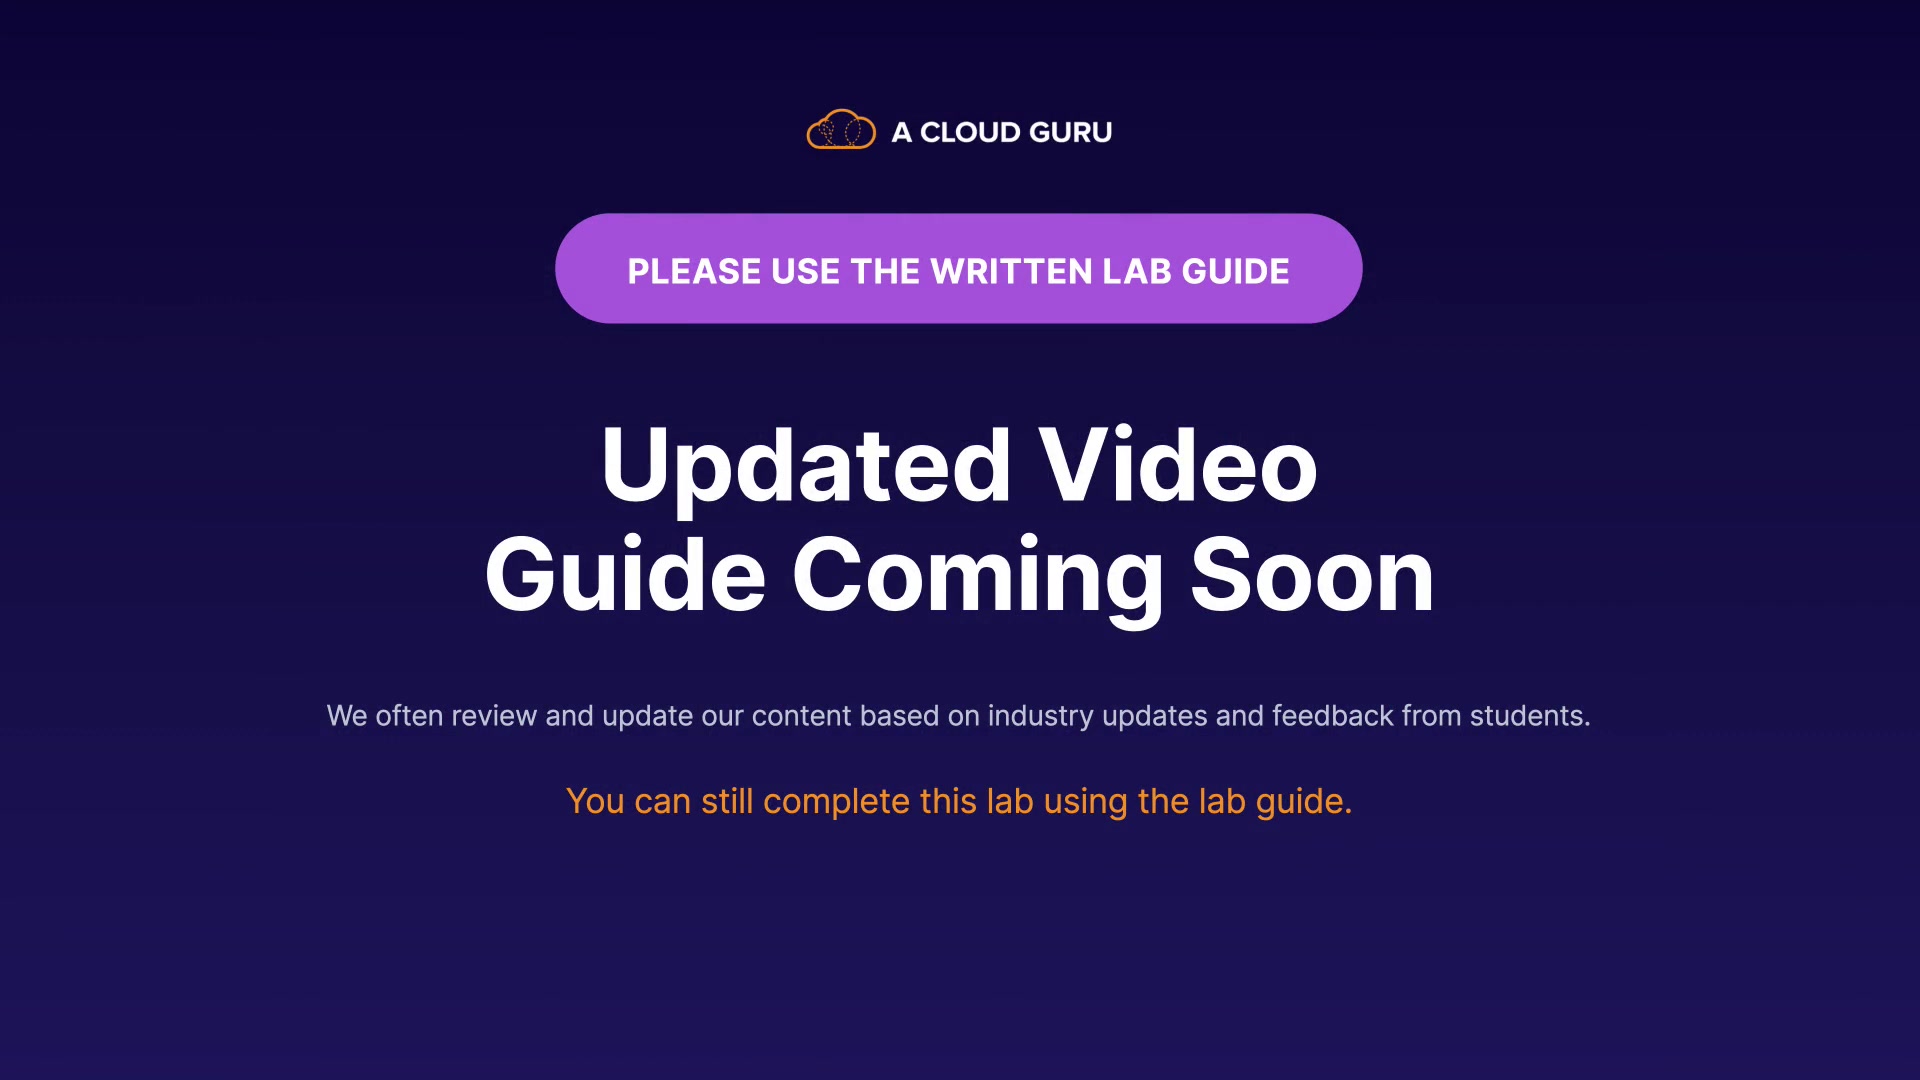 A CLOUD GURU
PLEASE USE THE WRITTEN LAB GUIDE
Updated Video
Guide Coming Soon
We often review and update our content based on industry updates and feedback from students.
You can still complete this lab using the lab guide.